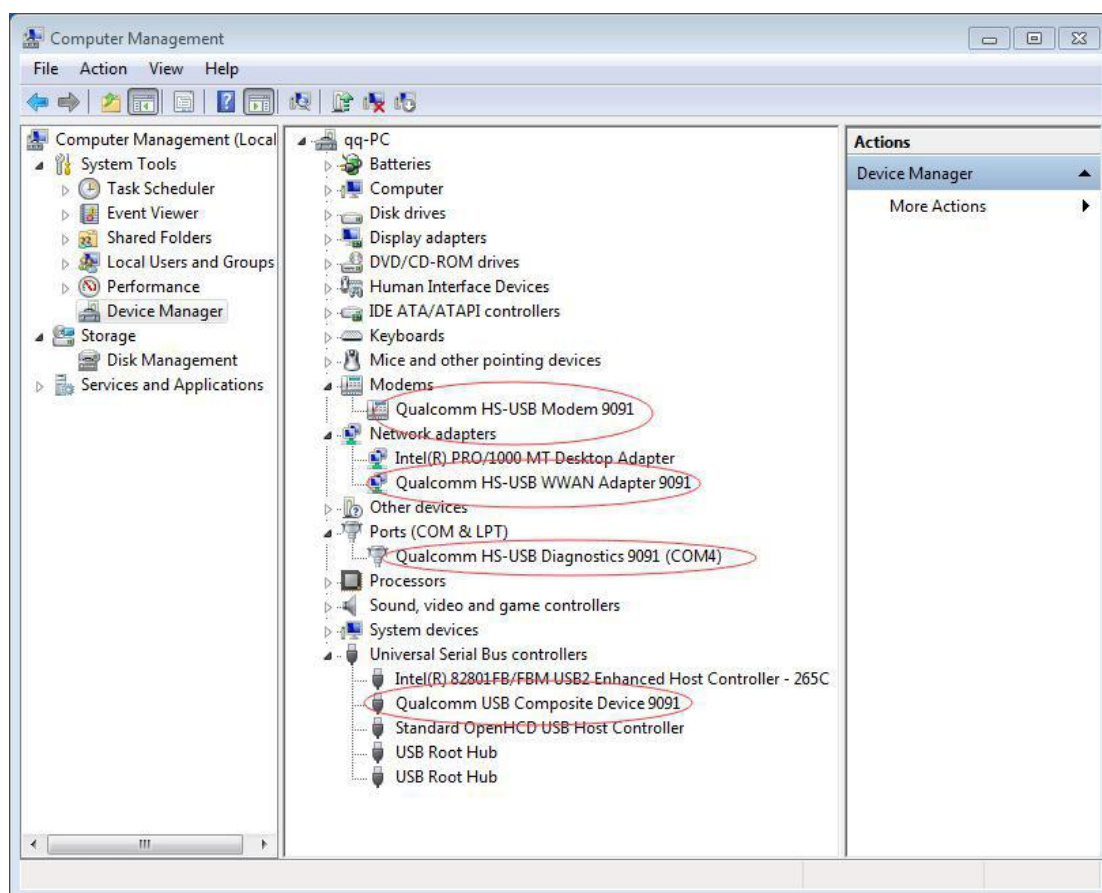 Computer Management
File Action View Help
Computer Management (Local
System Tools
Task Scheduler
Event Viewer
Shared Folders
Local Users and Groups
Performance
Device Manager
Storage
Disk Management
Services and Applications
qq-PC
Batteries
Computer
Disk drives
Display adapters
DVD/CD-ROM drives
Human Interface Devices
IDE ATA/ATAPI controllers
Keyboards
Mice and other pointing devices
Modems
Qualcomm HS-USB Modem 9091
Network adapters
Intel(R) PRO/1000 MT Desktop Adapter
Qualcomm HS-USB WWAN Adapter 9091
Other devices
Ports (COM & LPT)
Qualcomm HS-USB Diagnostics 9091 (COM4)
Processors
Sound, video and game controllers
System devices
Universal Serial Bus controllers
Intel(R) 82801FB/FBM USB2 Enhanced Host Controller - 265C
Qualcomm USB Composite Device 9091
Standard OpenHCD USB Host Controller
USB Root Hub
USB Root Hub
Actions
Device Manager
More Actions